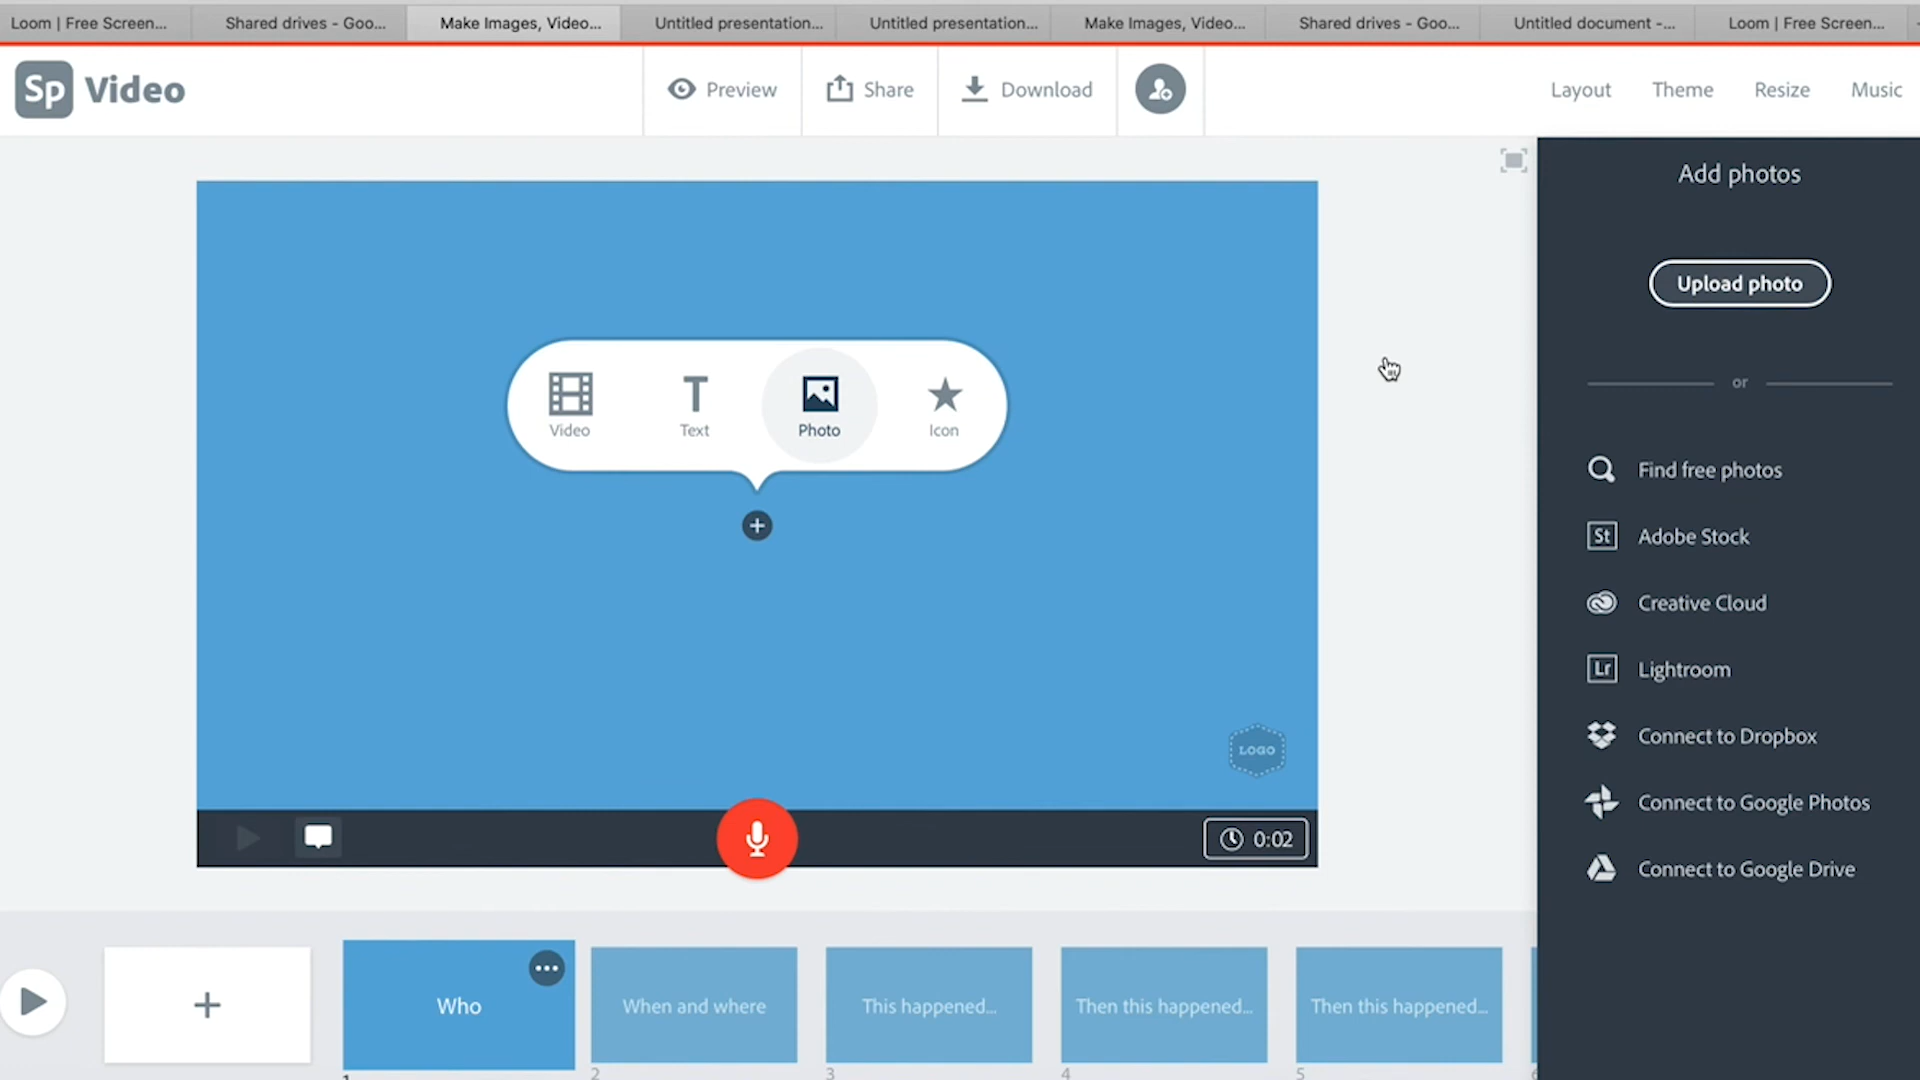 Loom | Free Screen...
Shared drives - Goo...
Make Images, Video...
Untitled presentation...
Untitled presentation...
Make Images, Video...
Shared drives - Goo...
Untitled document -...
Loom | Free Screen...
Sp Video
Preview
Share
Download
Layout
Theme
Resize
Music
Add photos
Upload photo
or
Find free photos
St Adobe Stock
Creative Cloud
Lr Lightroom
Connect to Dropbox
Connect to Google Photos
Connect to Google Drive
Video
T
Text
Photo
Icon
LOGO
0:02
Who
When and where
This happened...
Then this happened...
Then this happened...
1
2
3
4
5